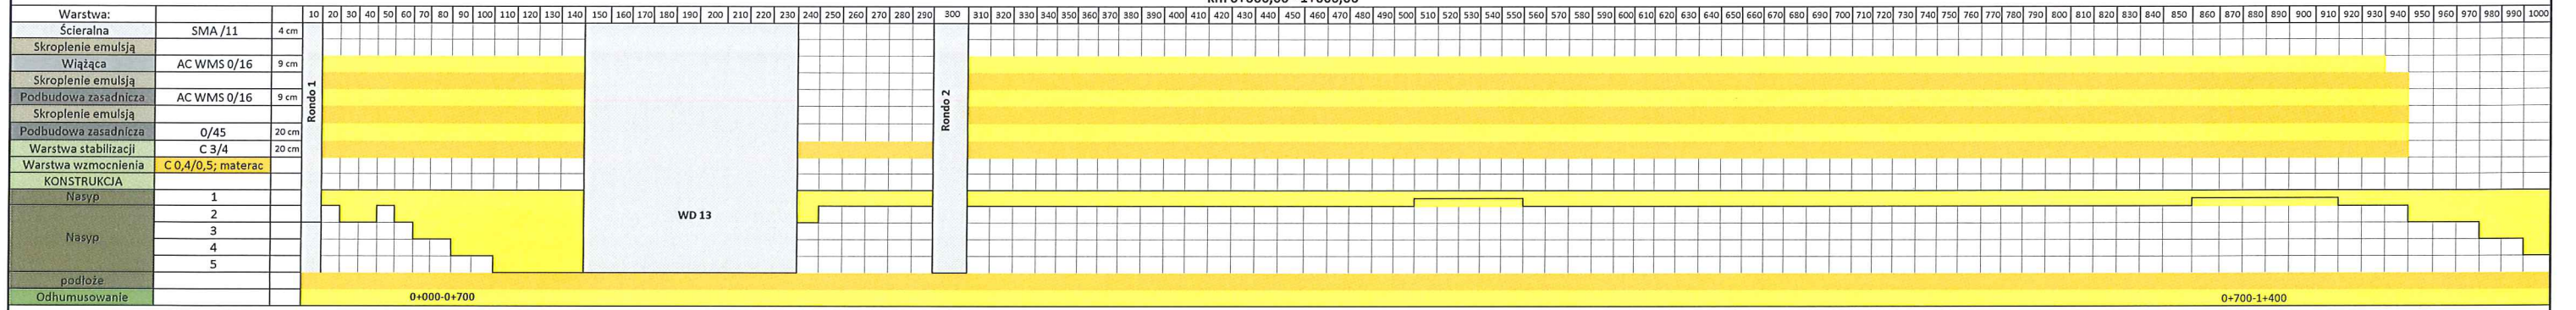 Warstwa: 10 20 30 40 50 60 70 80 90 100 110 120 130 140 150 160 170 180 190 200 210 220 230 240 250 260 270 280 290 300 310 320 330 340 350 360 370 380 390 400 410 420 430 440 450 460 470 480 490 500 510 520 530 540 550 560 570 580 590 600 610 620 630 640 650 660 670 680 690 700 710 720 730 740 750 760 770 780 790 800 810 820 830 840 850 860 870 880 890 900 910 920 930 940 950 960 970 980 990 1000
Ścieralna SMA /11 4 cm
Skroplenie emulsją
Wiążąca AC WMS 0/16 9 cm
Skroplenie emulsją
Podbudowa zasadnicza AC WMS 0/16 9 cm
Skroplenie emulsją
Podbudowa zasadnicza 0/45 20 cm
Warstwa stabilizacji C 3/4 20 cm
Warstwa wzmocnienia C 0,4/0,5; materac
KONSTRUKCJA
Rondo 1
Rondo 2
Nasyp 1
2
WD 13
3
Nasyp
4
5
podłoże
Odhumusowanie 0+000-0+700 0+700-1+400